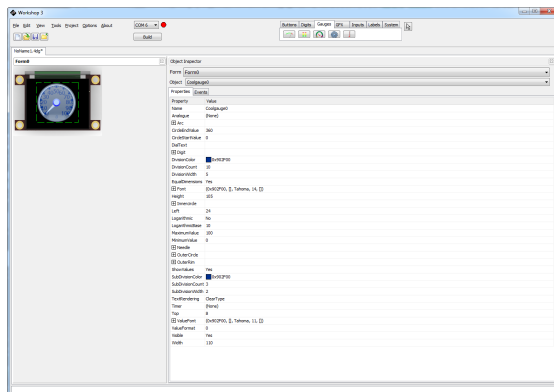 Workshop 3
File Edit View Tools Project Options About
COM 6
Build
Buttons Digits Gauges GFX Inputs Labels System
NoName1.4dg*
Form0
Object Inspector
Form Form0
Object Coolgauge0
Properties Events
Property Value
Name Coolgauge0
Analogue (None)
Arc
CircleEndValue 360
CircleStartValue 0
DialText
Digit
DivisionColor 0x902F00
DivisionCount 10
DivisionWidth 5
EqualDimensions Yes
Font (0x902F00, [], Tahoma, 14, [])
Height 105
InnerCircle
Left 24
Logarithmic No
LogarithmicBase 10
MaximumValue 100
MinimumValue 0
Needle
OuterCircle
OuterRim
ShowValues Yes
SubDivisionColor 0x902F00
SubDivisionCount 3
SubDivisionWidth 2
TextRendering ClearType
Timer (None)
Top 8
ValueFont (0x902F00, [], Tahoma, 11, [])
ValueFormat 0
Visible Yes
Width 110